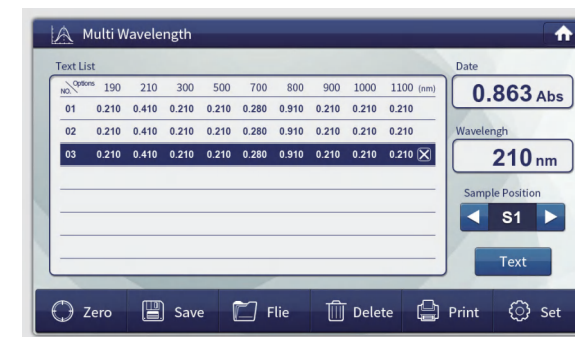 Multi Wavelength
Text List
Date
Options
NO.
190 210 300 500 700 800 900 1000 1100 (nm)
01 0.210 0.410 0.210 0.210 0.280 0.910 0.210 0.210 0.210
02 0.210 0.410 0.210 0.210 0.280 0.910 0.210 0.210 0.210
03 0.210 0.410 0.210 0.210 0.280 0.910 0.210 0.210 0.210
0.863 Abs
Wavelengh
210 nm
Sample Position
S1
Text
Zero Save Flie Delete Print Set